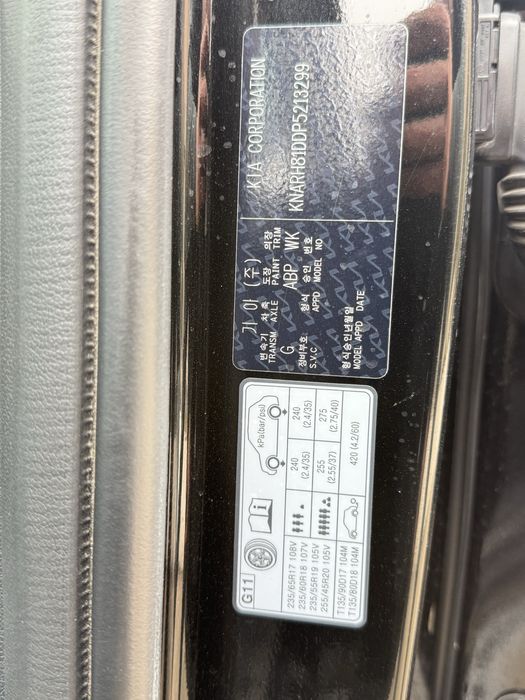 기 아 (주) KIA CORPORATION
변속기 차축 도장 의장
TRANSM AXLE PAINT TRIM
G ABP WK KNARH81DDP5213299
정비부호: 형식 승인 번호
S.V.C APPD MODEL NO
형식승인년월일
MODEL APPD DATE
G11
kPa(bar/psi)
235/65R17 108V
235/60R18 107V
235/55R19 105V
255/45R20 105V
240
(2.4/35)
240
(2.4/35)
255
(2.55/37)
275
(2.75/40)
T135/90D17 104M
T135/80D18 104M
420 (4.2/60)